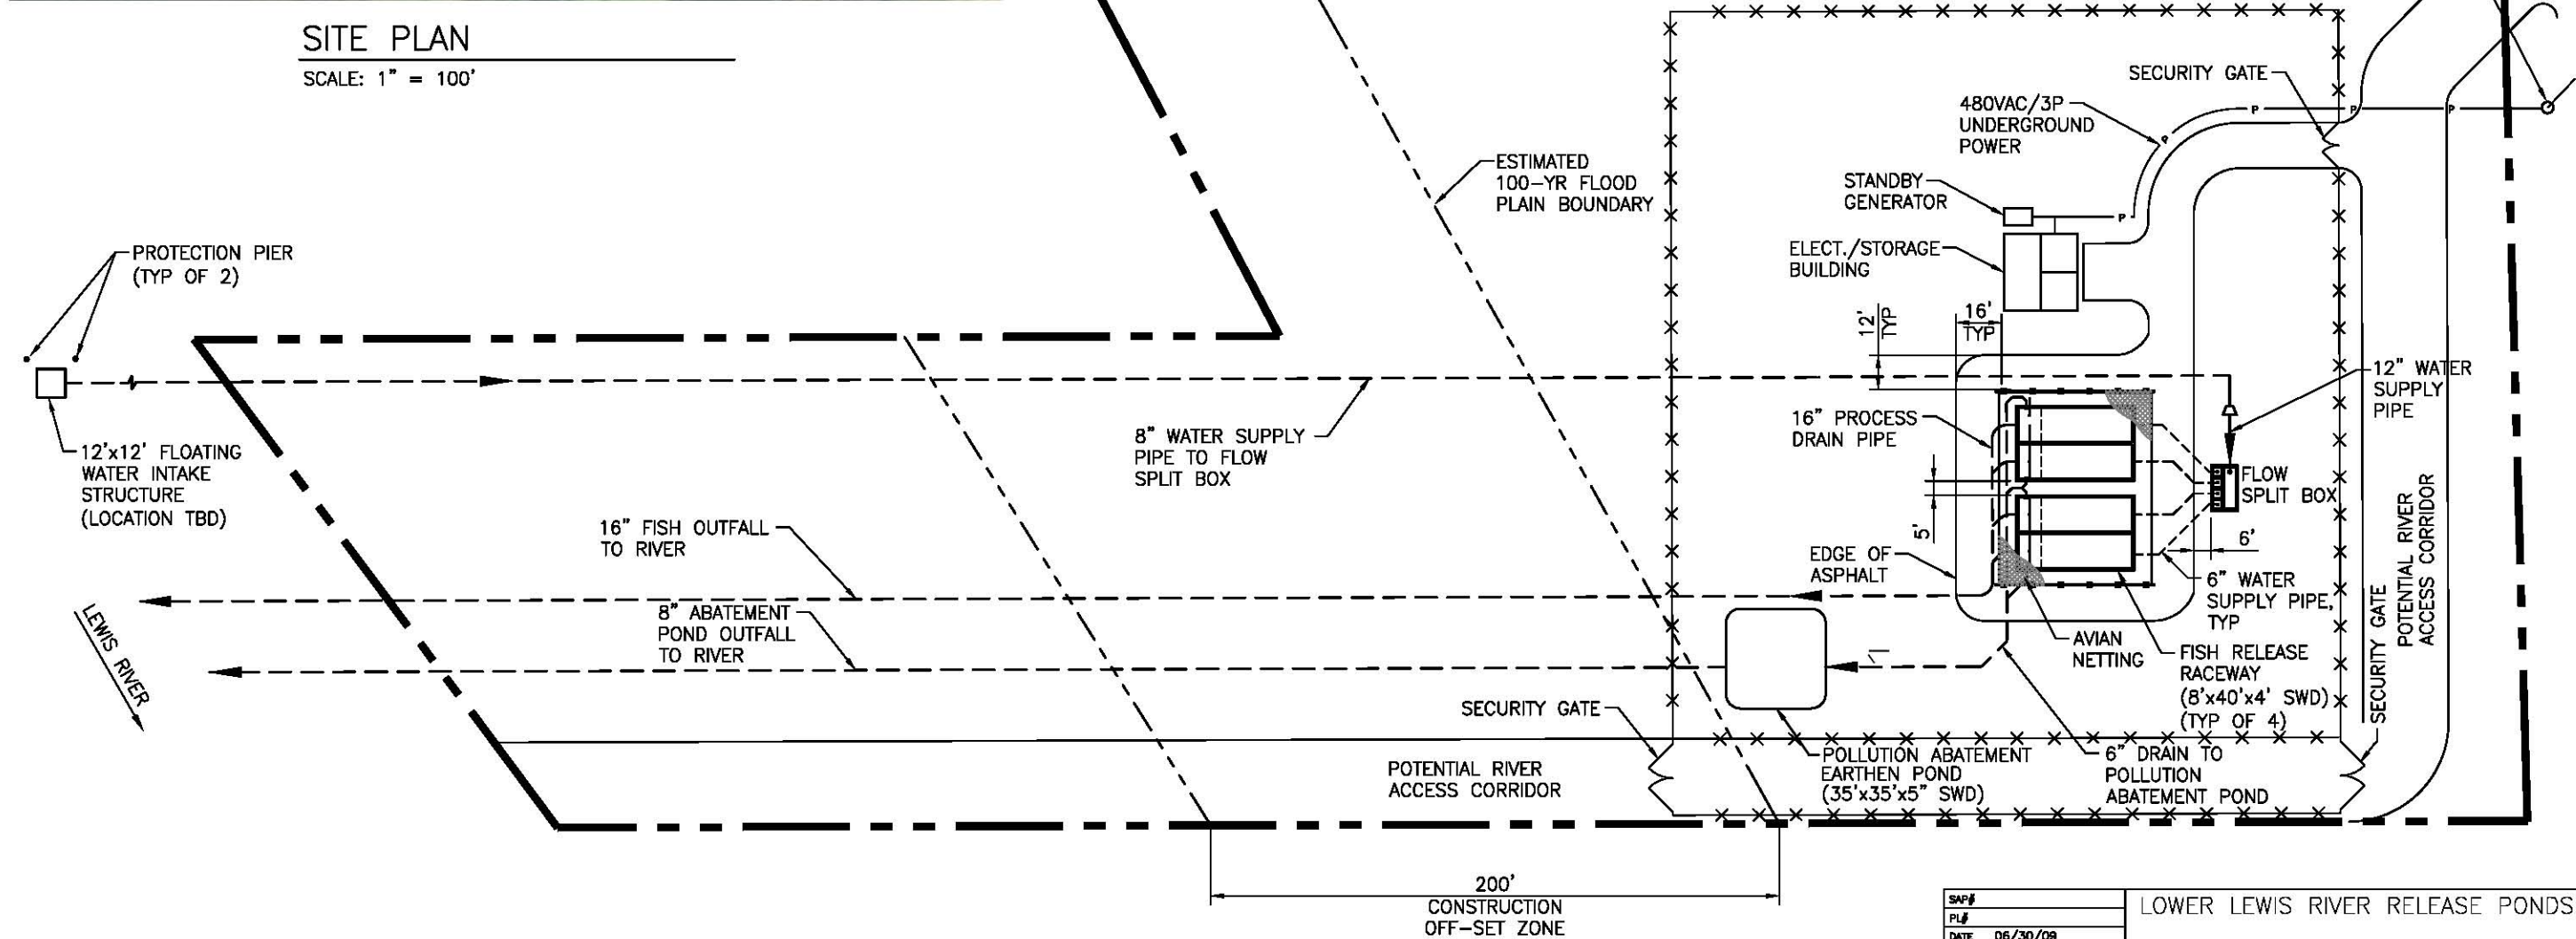 SITE PLAN
SCALE: 1" = 100'
SECURITY GATE
480VAC/3P
UNDERGROUND
POWER
ESTIMATED
100-YR FLOOD
PLAIN BOUNDARY
STANDBY
GENERATOR
ELECT./STORAGE
BUILDING
PROTECTION PIER
(TYP OF 2)
12'
TYP
16'
TYP
12" WATER
SUPPLY
PIPE
12'x12' FLOATING
WATER INTAKE
STRUCTURE
(LOCATION TBD)
8" WATER SUPPLY
PIPE TO FLOW
SPLIT BOX
16" PROCESS
DRAIN PIPE
FLOW
SPLIT BOX
5'
6'
16" FISH OUTFALL
TO RIVER
EDGE OF
ASPHALT
6" WATER
SUPPLY PIPE,
TYP
POTENTIAL RIVER
ACCESS CORRIDOR
LEWIS RIVER
8" ABATEMENT
POND OUTFALL
TO RIVER
AVIAN
NETTING
FISH RELEASE
RACEWAY
(8'x40'x4' SWD)
(TYP OF 4)
SECURITY GATE
SECURITY GATE
POTENTIAL RIVER
ACCESS CORRIDOR
POLLUTION ABATEMENT
EARTHEN POND
(35'x35'x5" SWD)
6" DRAIN TO
POLLUTION
ABATEMENT POND
200'
CONSTRUCTION
OFF-SET ZONE
SAP#
PL#
DATE 06/30/09
LOWER LEWIS RIVER RELEASE PONDS
P
P
P
P
P